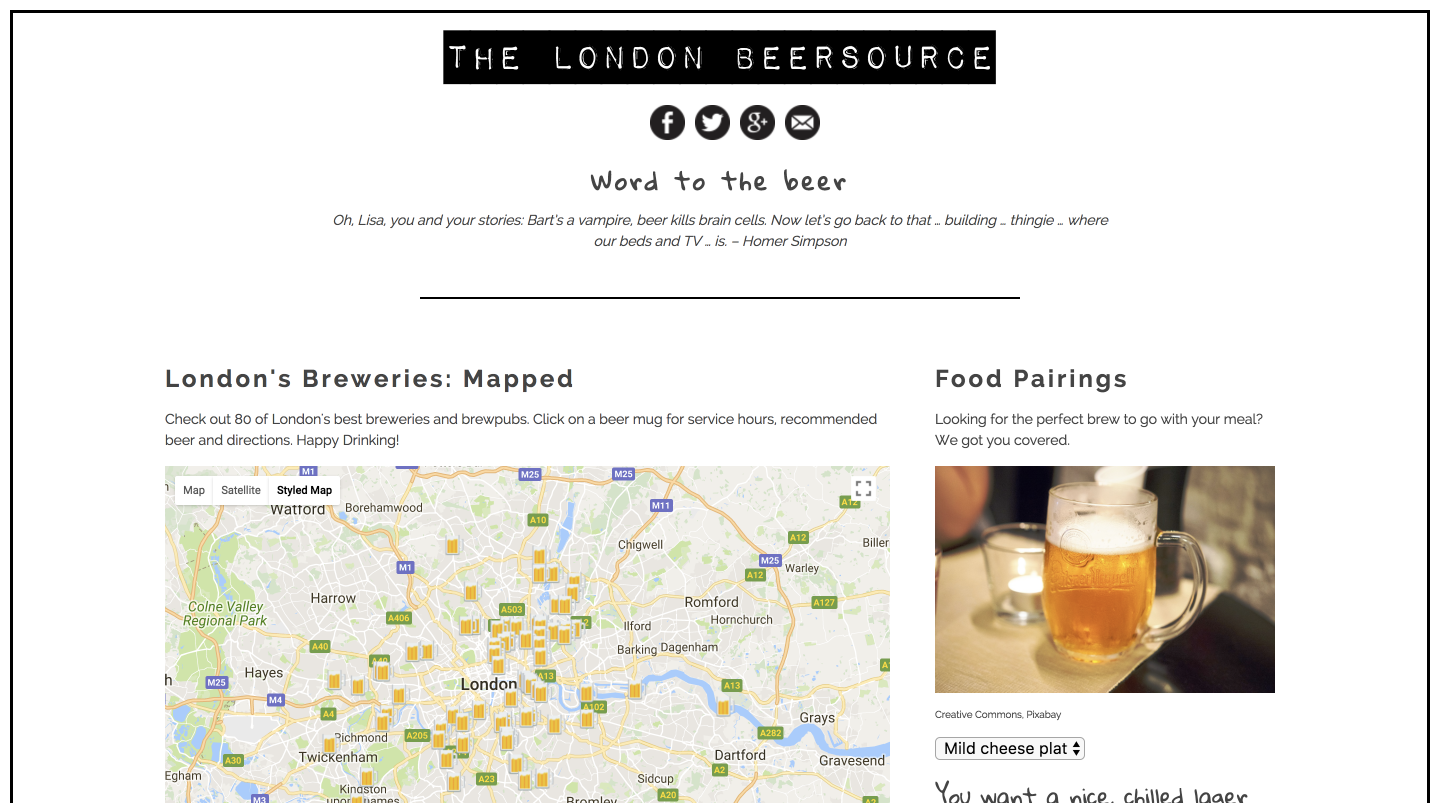 THE LONDON BEERSOURCE
Word to the beer
Oh, Lisa, you and your stories: Bart's a vampire, beer kills brain cells. Now let's go back to that … building … thingie … where
our beds and TV … is. – Homer Simpson
London's Breweries: Mapped
Check out 80 of London's best breweries and brewpubs. Click on a beer mug for service hours, recommended
beer and directions. Happy Drinking!
Map Satellite Styled Map
M1
M25
M25
Watford
Borehamwood
M11
A12
A10
Chigwell
A12
Biller
M25
M1
A12
Warley
Harrow
Colne Valley
Regional Park
A503
Romford
A127
A406
Hornchurch
Ilford
A40
Barking
Dagenham
A40
Hayes
M25
London
A13
A13
M4
A4
A102
Grays
Richmond
A205
A282
Twickenham
Dartford
Gravesend
A30
A2
Egham
A23
Sidcup
Kingston
upon Thames
A20
M3
Bromley
Food Pairings
Looking for the perfect brew to go with your meal?
We got you covered.
Creative Commons, Pixabay
Mild cheese plat
You want a nice, chilled lager